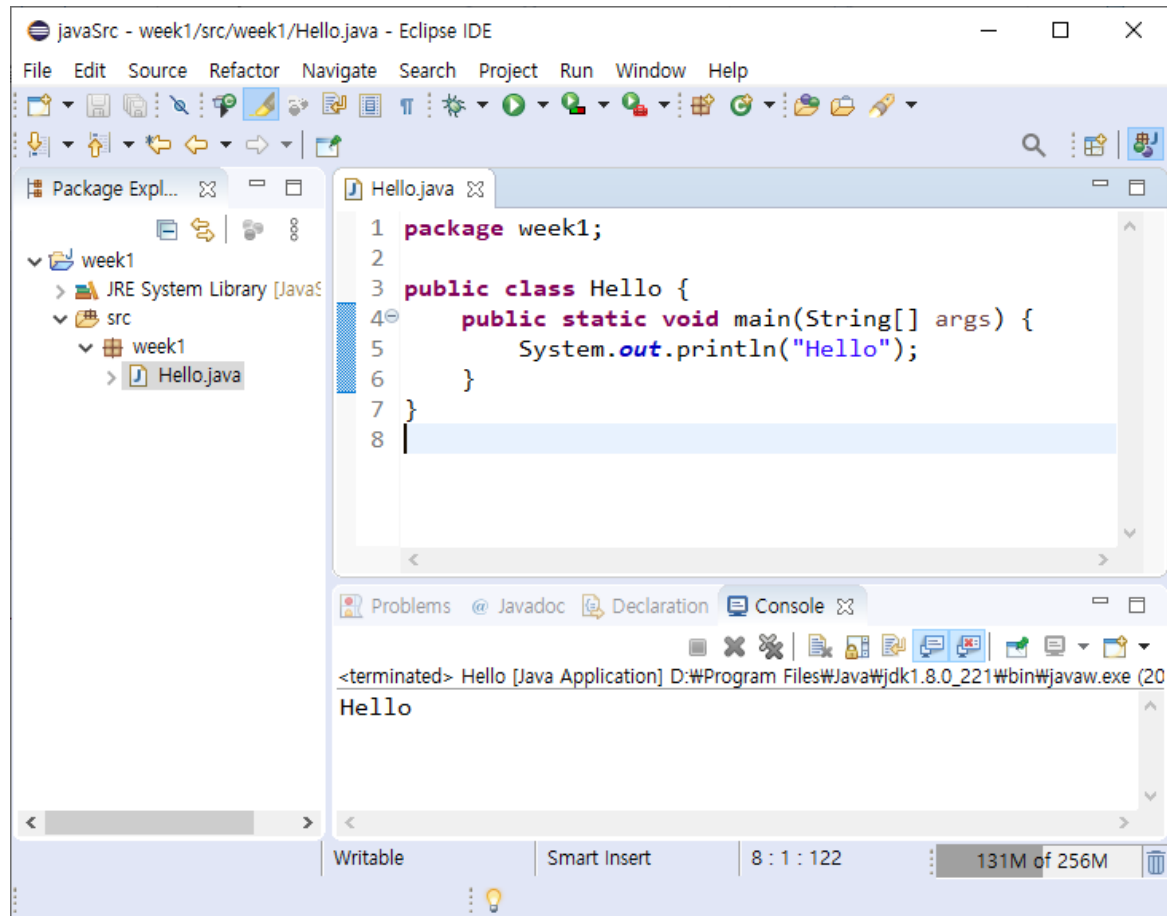 javaSrc - week1/src/week1/Hello.java - Eclipse IDE
File Edit Source Refactor Navigate Search Project Run Window Help
Package Expl...
week1
JRE System Library [JavaS
src
week1
Hello.java
Hello.java
1 package week1;
2
3 public class Hello {
4 public static void main(String[] args) {
5 System.out.println("Hello");
6 }
7 }
8
Problems @ Javadoc Declaration Console
<terminated> Hello [Java Application] D:₩Program Files₩Java₩jdk1.8.0_221₩bin₩javaw.exe (20
Hello
Writable Smart Insert 8 : 1 : 122 131M of 256M